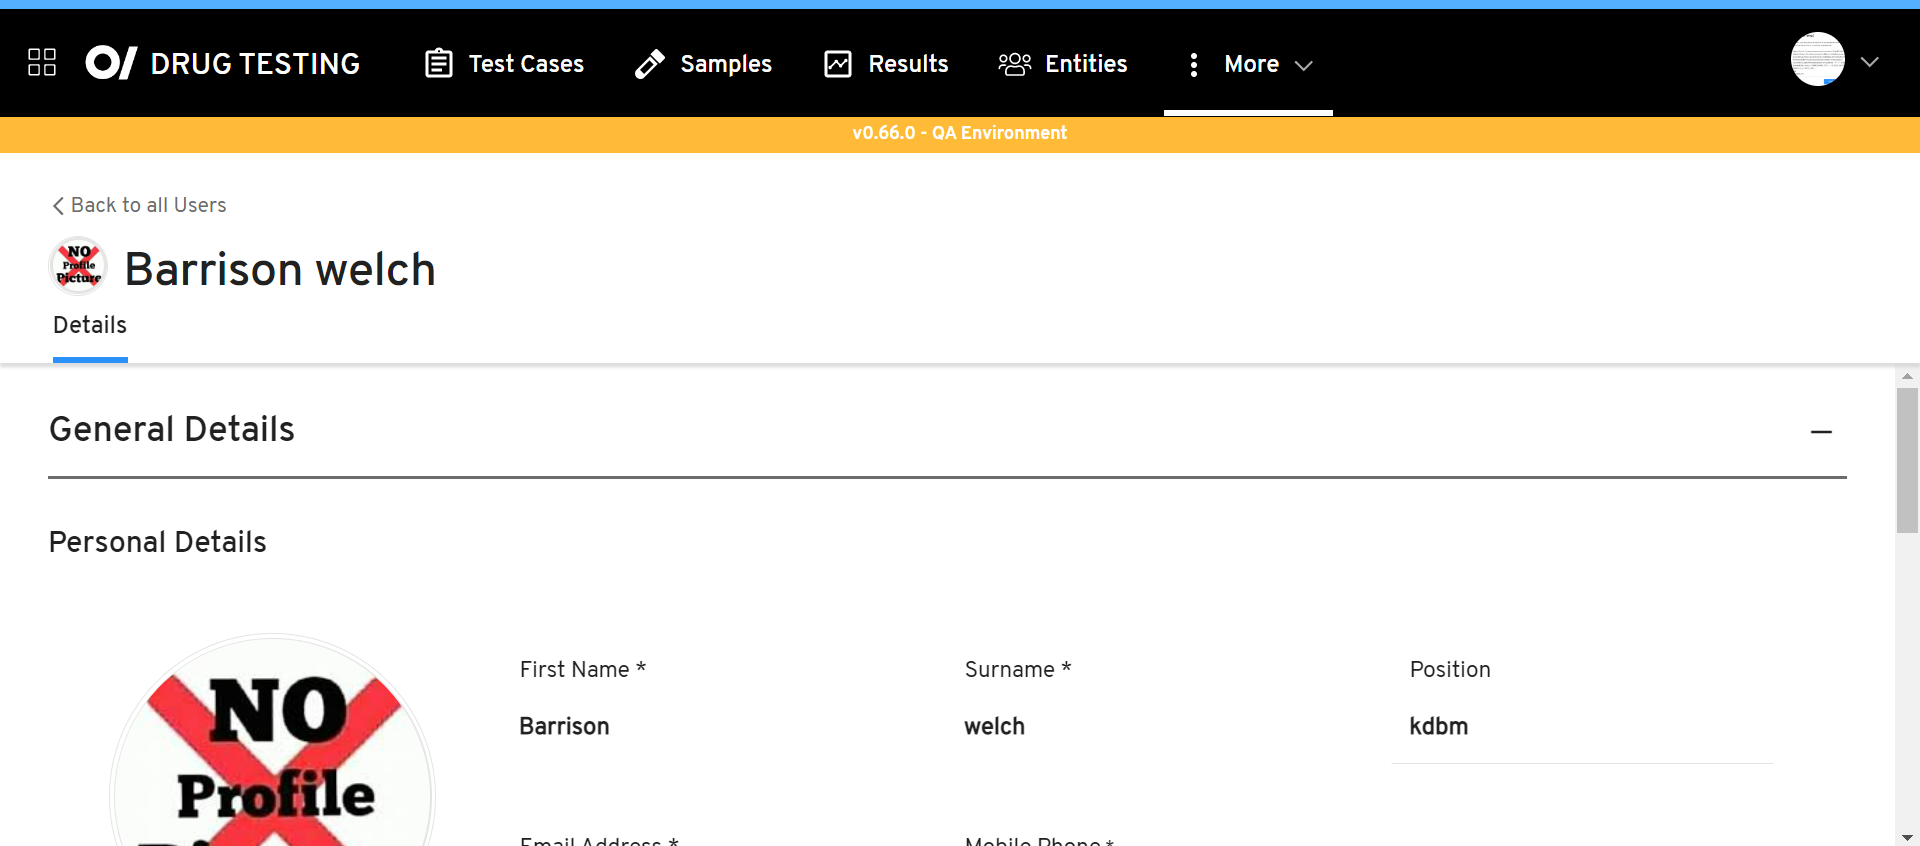 DRUG TESTING
Test Cases
Samples
Results
Entities
More
v0.66.0 - QA Environment
Back to all Users
NO
Profile
Picture
Barrison welch
Details
General Details
Personal Details
NO
Profile
First Name *
Surname *
Position
Barrison
welch
kdbm
Email Address *
Mobile Phone *